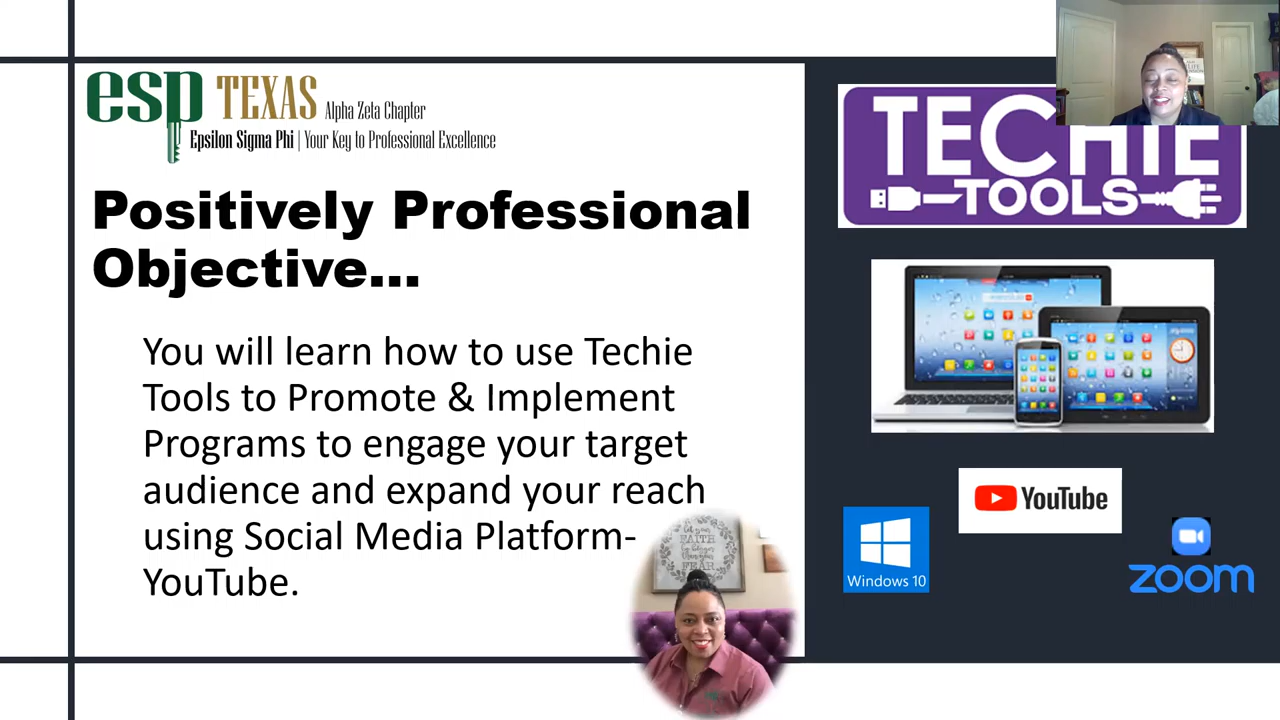 esp TEXAS Alpha Zeta Chapter
Epsilon Sigma Phi | Your Key to Professional Excellence
Positively Professional
Objective...
You will learn how to use Techie
Tools to Promote & Implement
Programs to engage your target
audience and expand your reach
using Social Media Platform-
YouTube.
TECHIE
TOOLS
YouTube
Windows 10
zoom
FAITH
FEAR